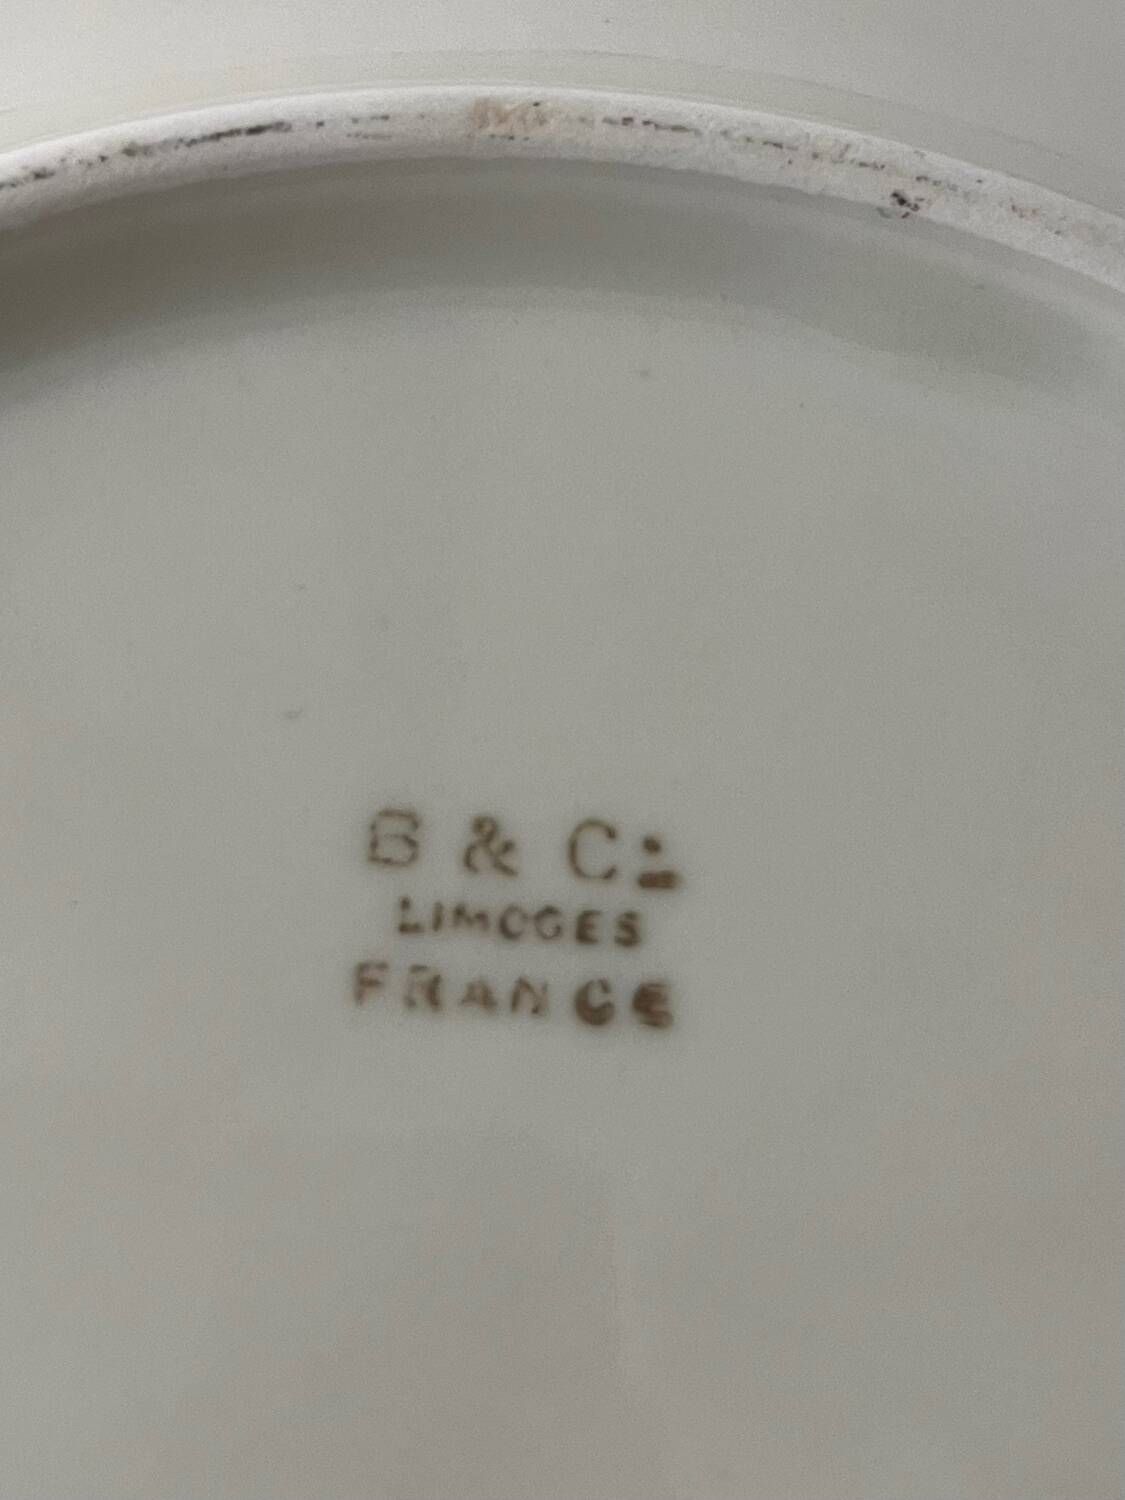 B & Cº
LIMOGES
FRANCE